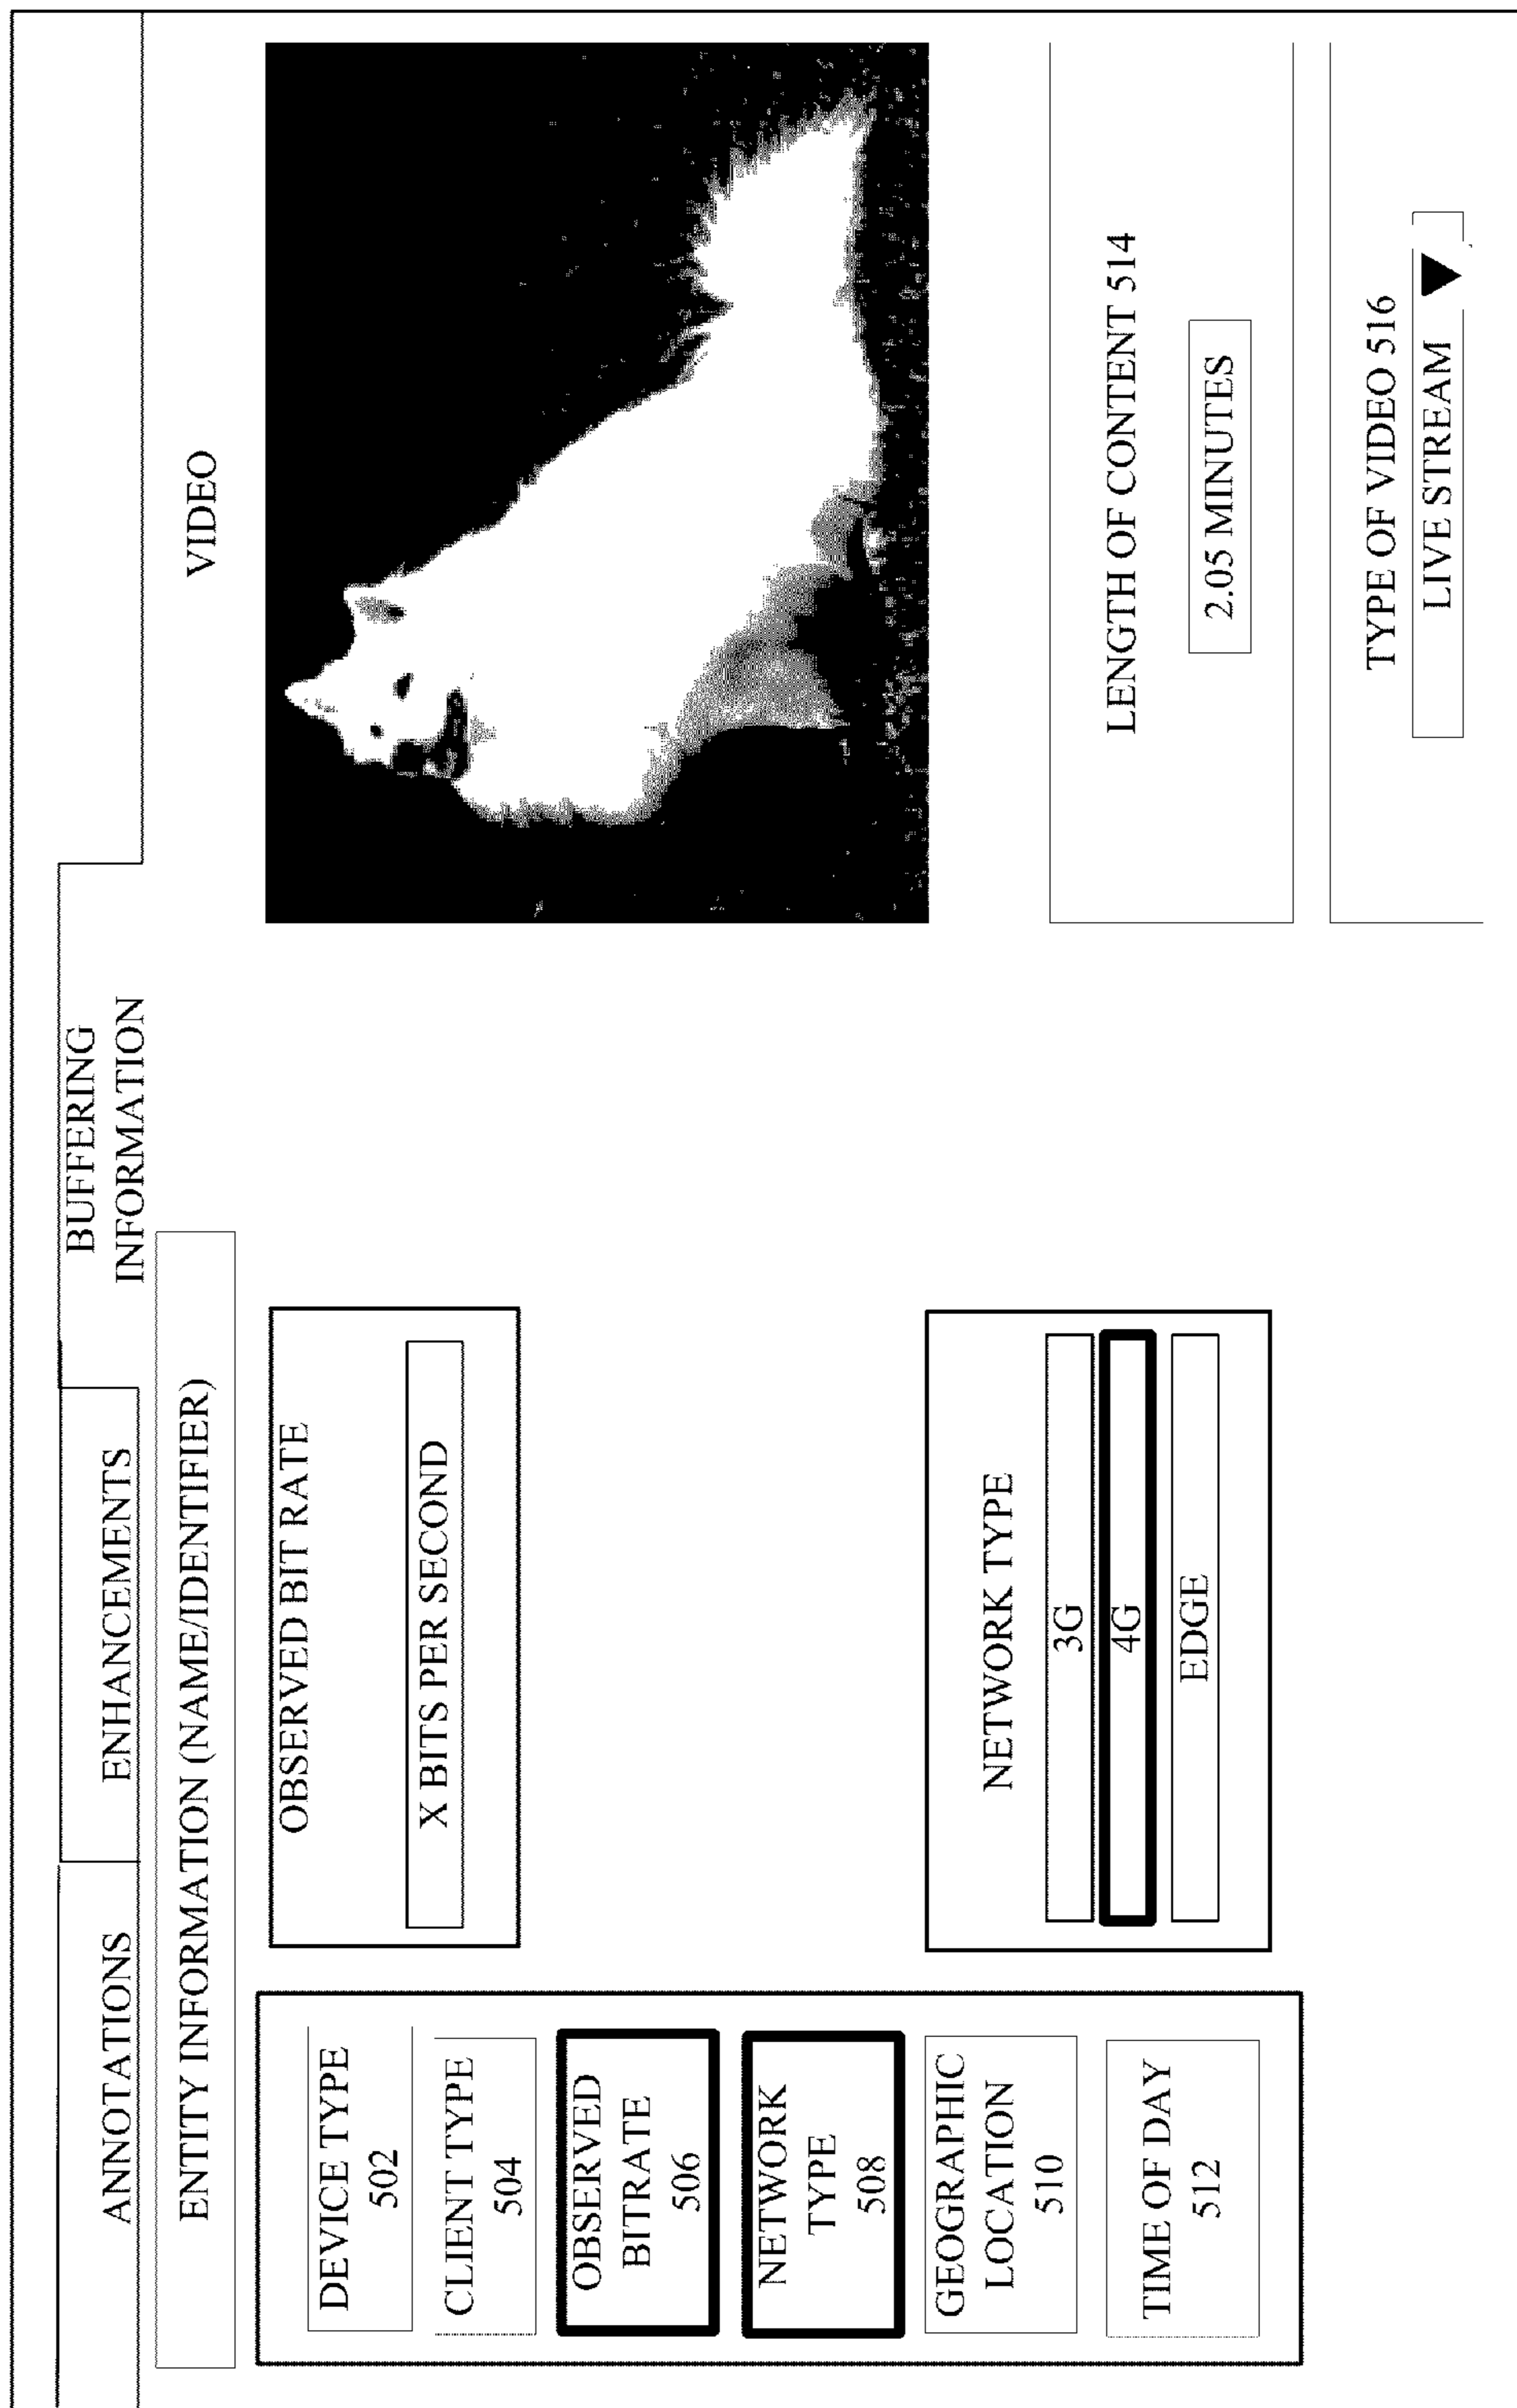 ANNOTATIONS
ENHANCEMENTS
BUFFERING
INFORMATION
ENTITY INFORMATION (NAME/IDENTIFIER)
VIDEO
DEVICE TYPE
502
CLIENT TYPE
504
OBSERVED
BITRATE
506
NETWORK
TYPE
508
GEOGRAPHIC
LOCATION
510
TIME OF DAY
512
OBSERVED BIT RATE
X BITS PER SECOND
NETWORK TYPE
3G
4G
EDGE
LENGTH OF CONTENT 514
2.05 MINUTES
TYPE OF VIDEO 516
LIVE STREAM